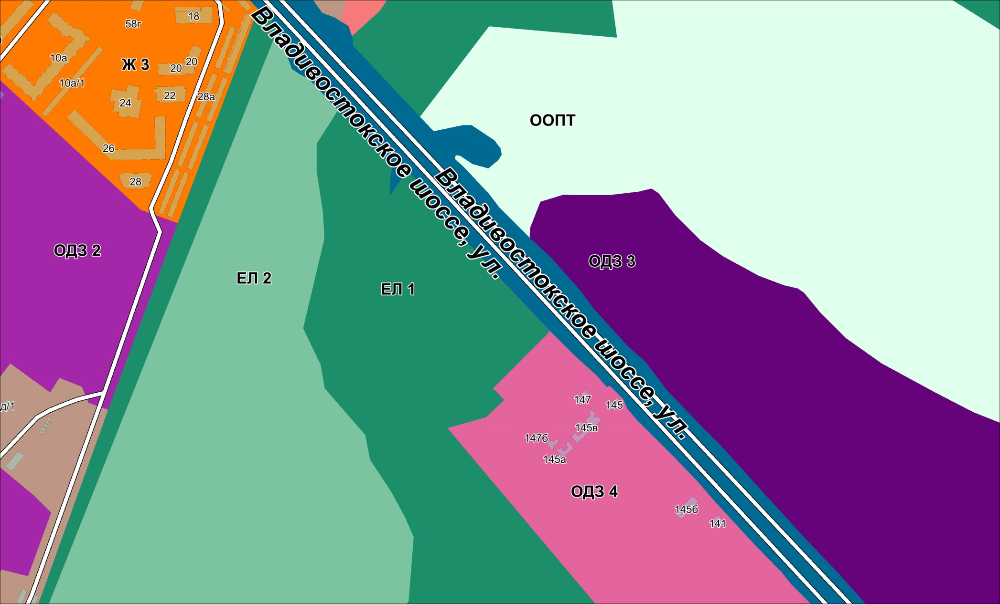 18
58г
10а
Ж 3
20
20
10а/1
22
28а
24
26
28
Владивостокское шоссе, ул.
ООПТ
Владивостокское шоссе, ул.
ОДЗ 2
ОДЗ 3
ЕЛ 2
ЕЛ 1
147
145
д/1
145в
147б
145а
ОДЗ 4
145б
141